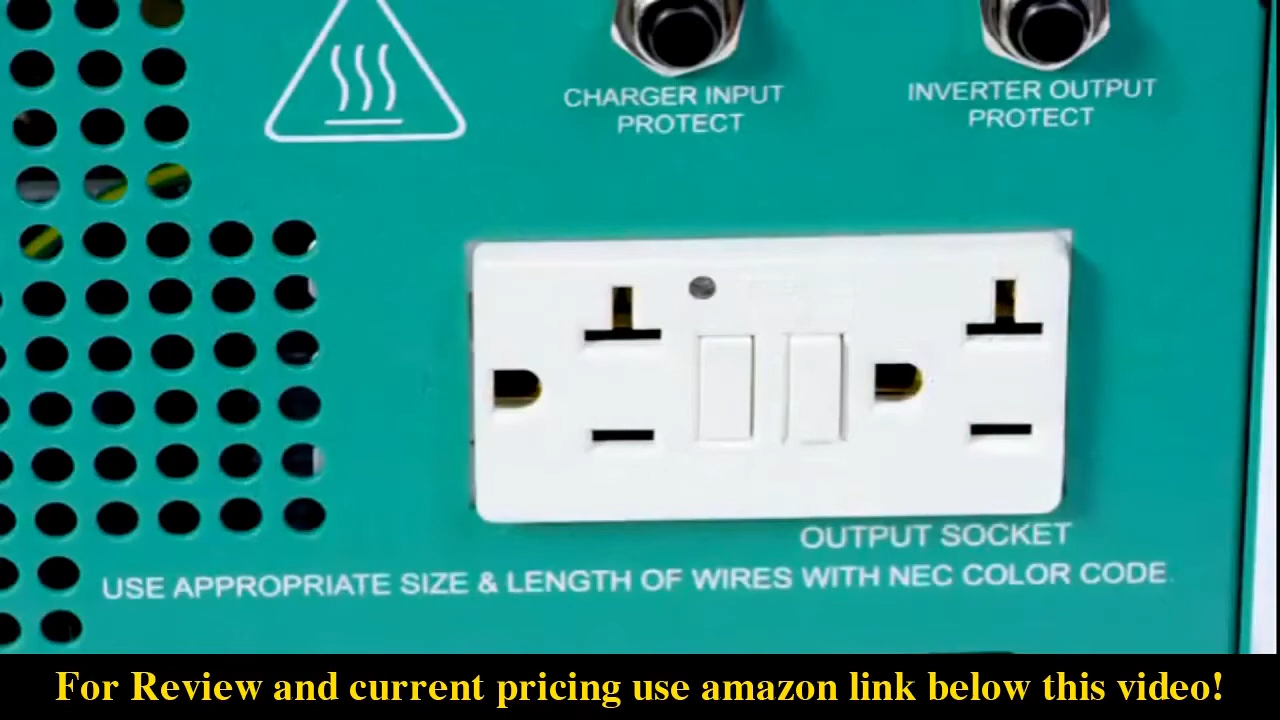 CHARGER INPUT
PROTECT
INVERTER OUTPUT
PROTECT
OUTPUT SOCKET
USE APPROPRIATE SIZE & LENGTH OF WIRES WITH NEC COLOR CODE
For Review and current pricing use amazon link below this video!